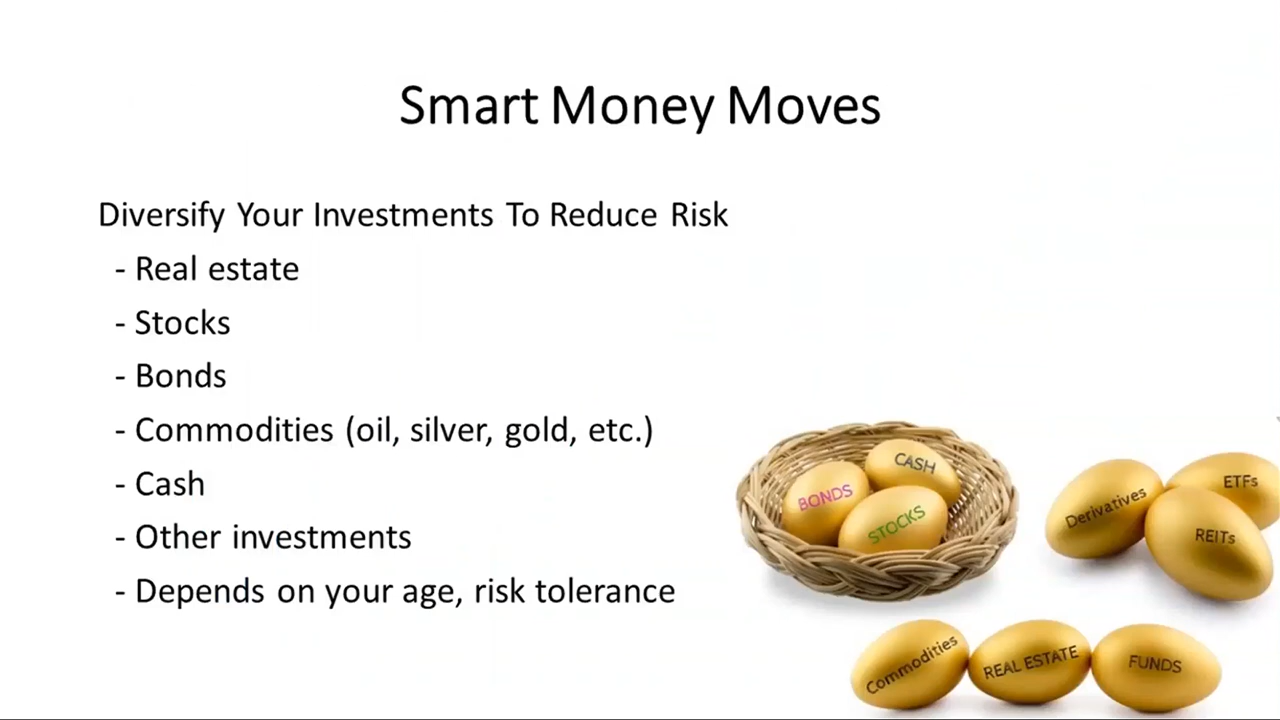 Smart Money Moves
Diversify Your Investments To Reduce Risk
- Real estate
- Stocks
- Bonds
- Commodities (oil, silver, gold, etc.)
- Cash
- Other investments
- Depends on your age, risk tolerance
CASH
BONDS
STOCKS
Derivatives
ETFs
REITs
Commodities
REAL ESTATE
FUNDS